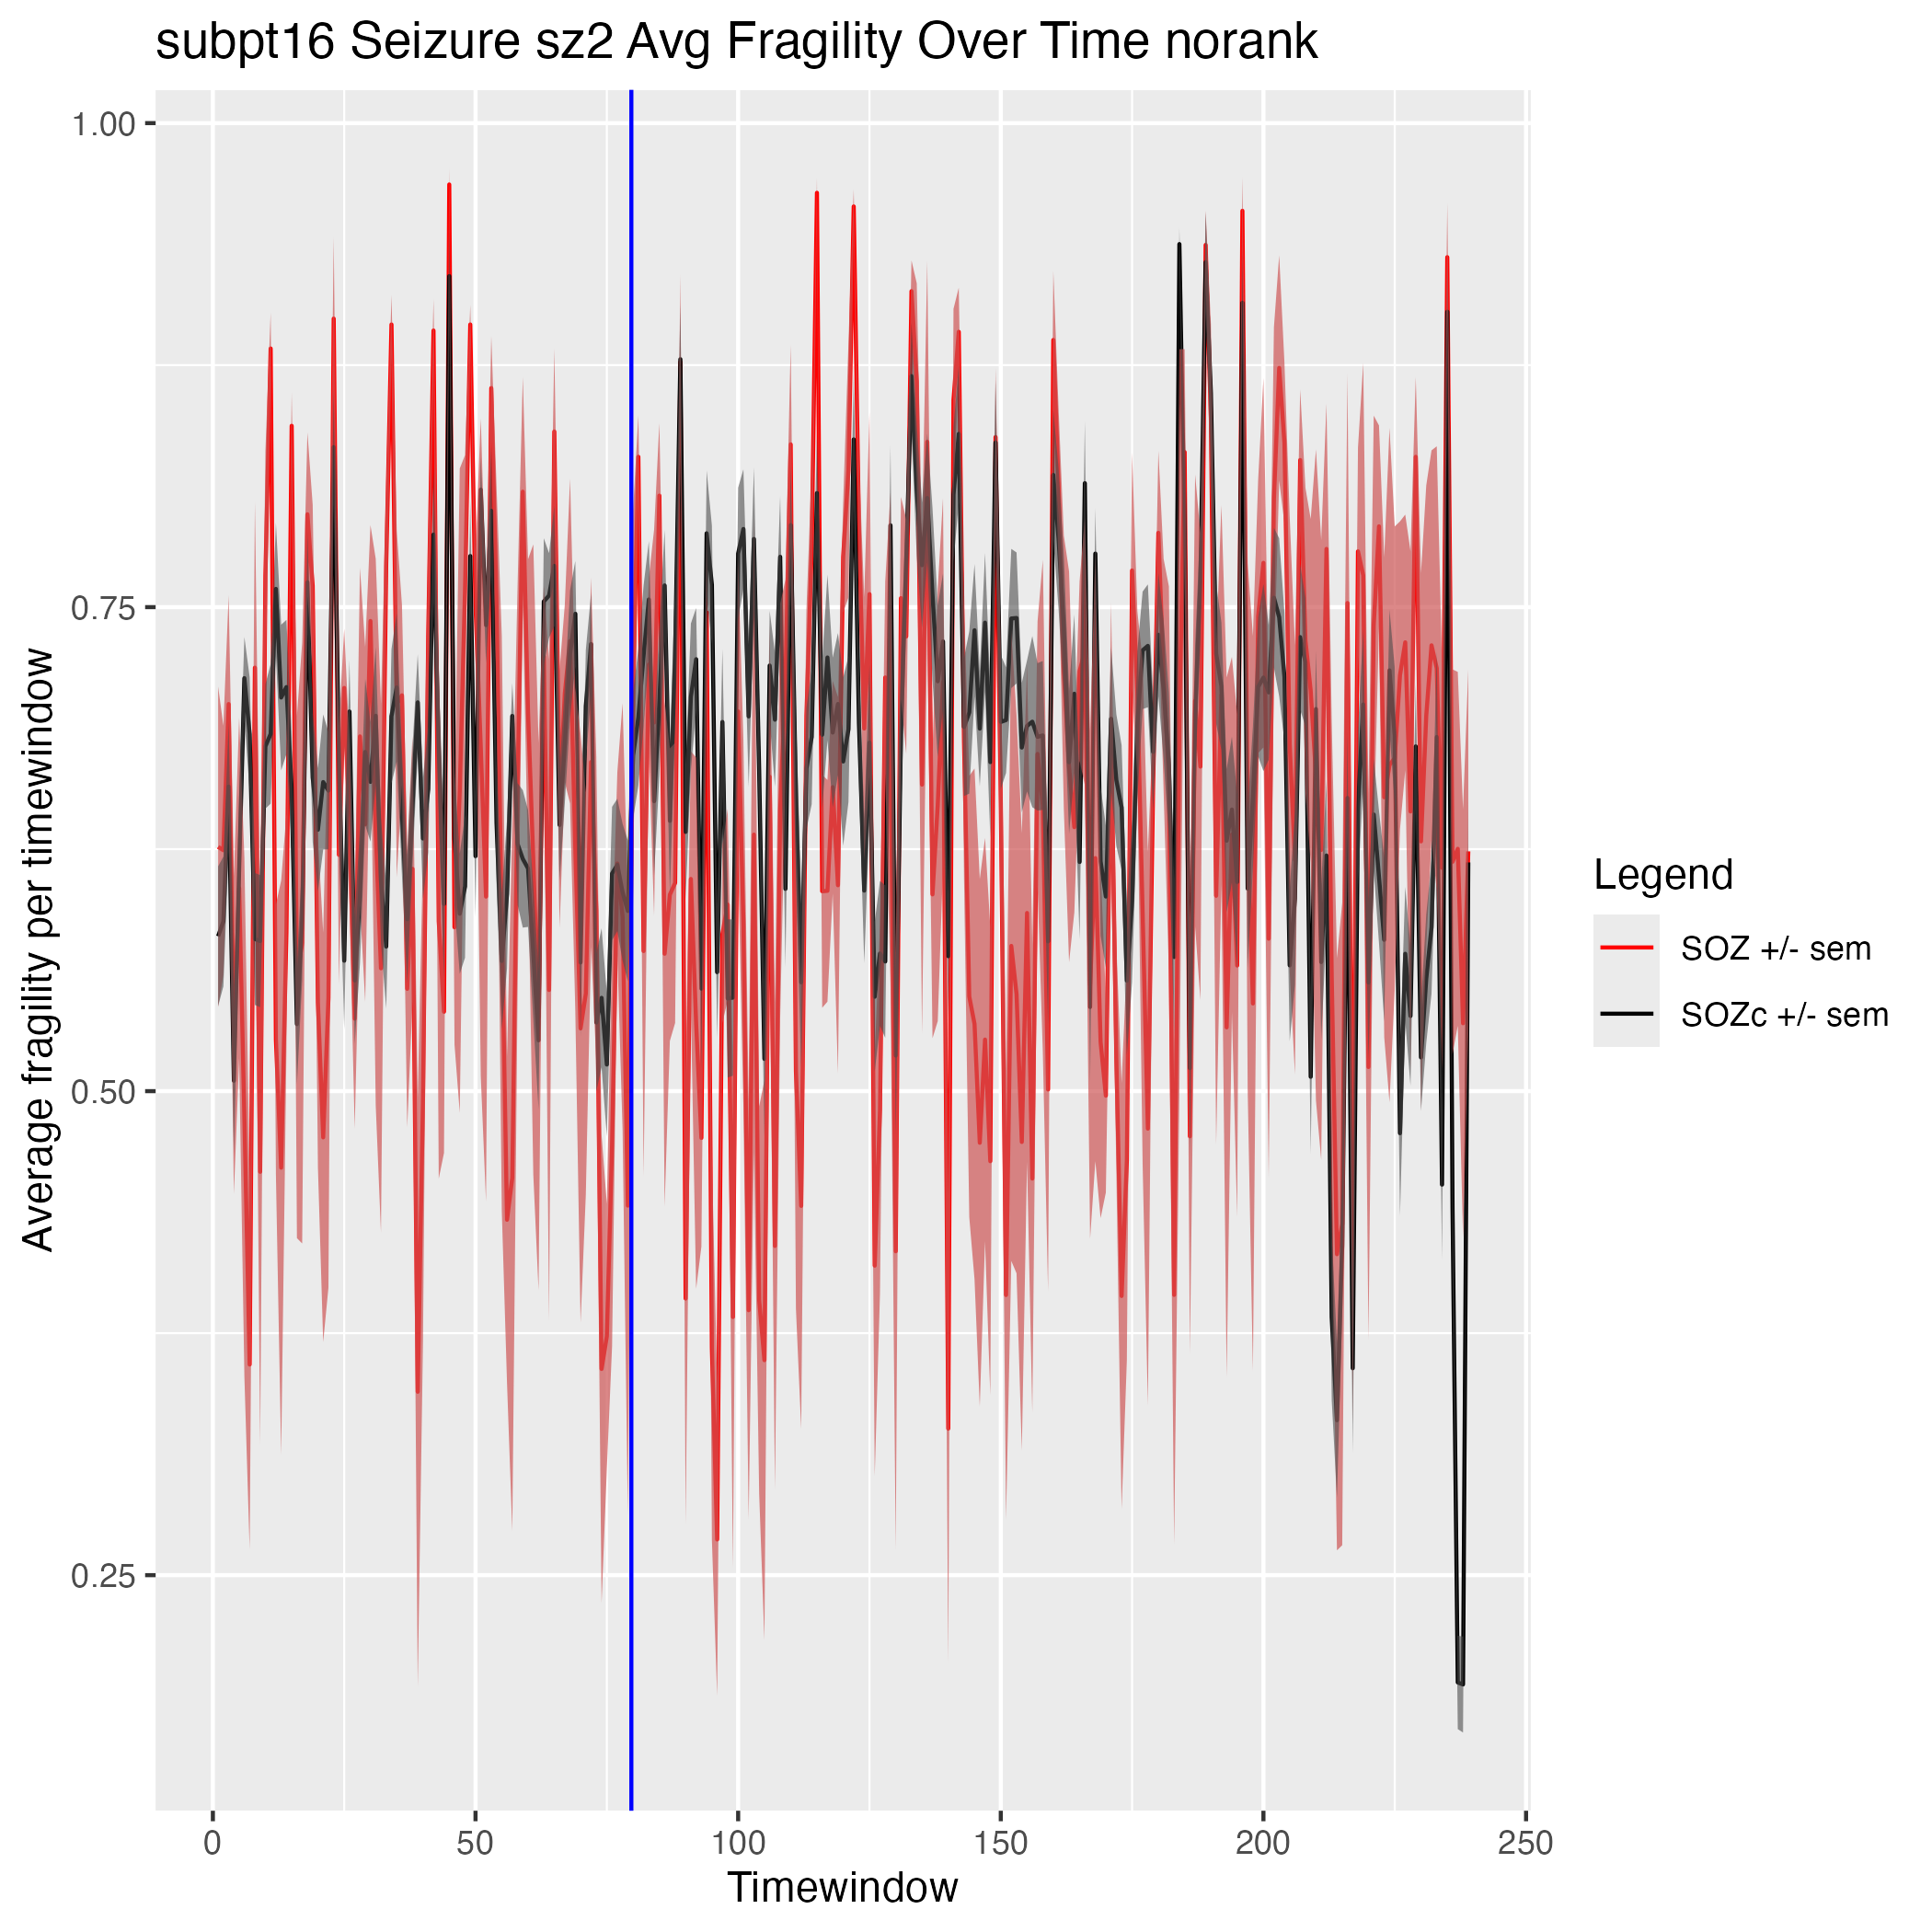 subpt16 Seizure sz2 Avg Fragility Over Time norank
Average fragility per timewindow
1.00
0.75
0.50
0.25
0
50
100
150
200
250
Timewindow
Legend
SOZ +/- sem
SOZc +/- sem